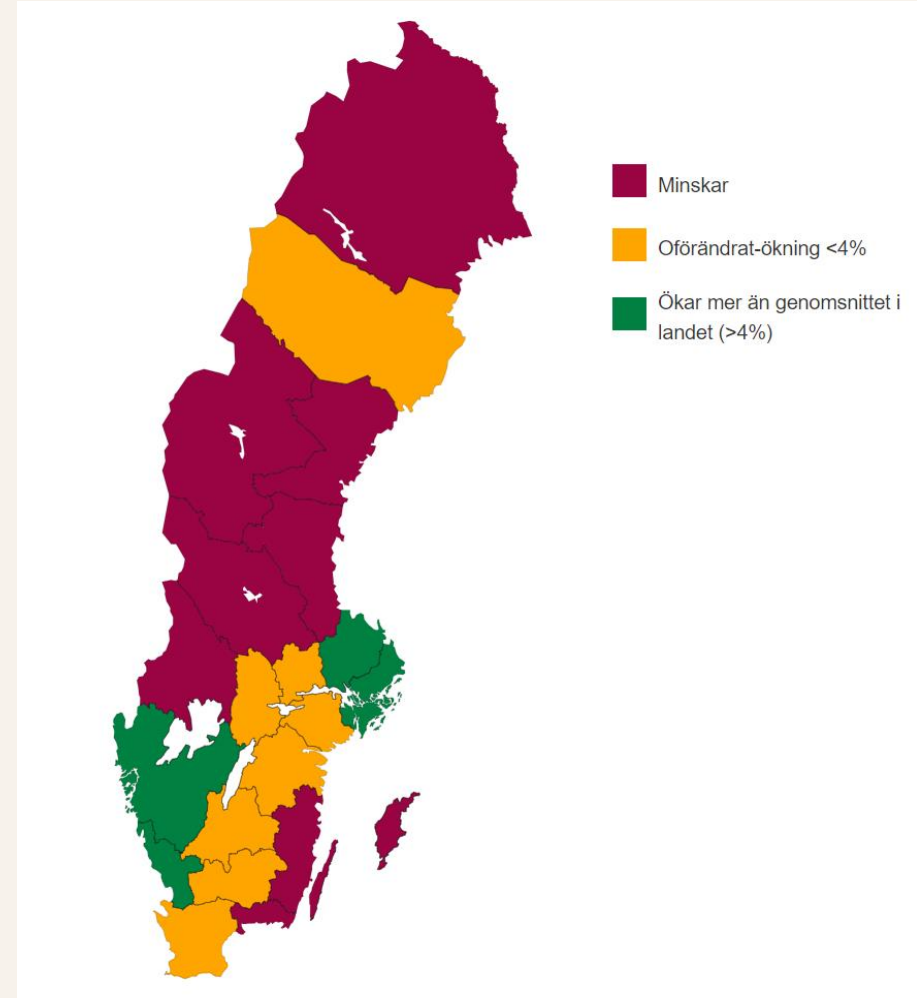 Minskar
Oförändrat-ökning <4%
Ökar mer än genomsnittet i
landet (>4%)